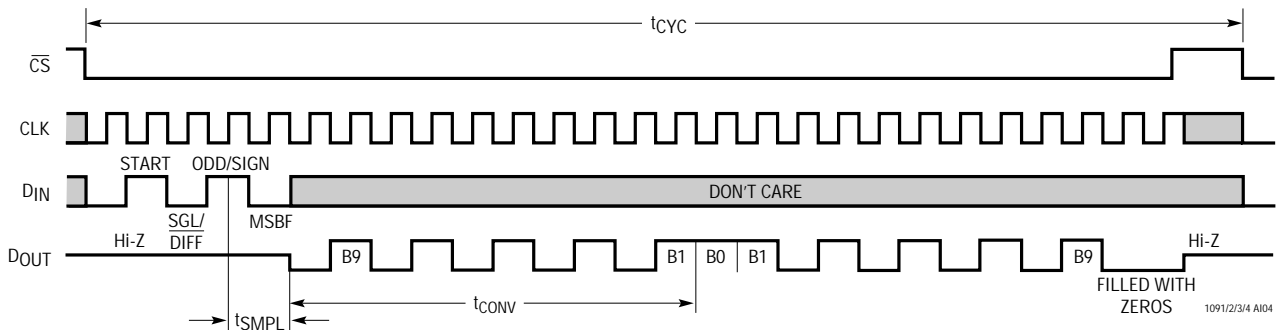 tCYC
CS
CLK
START ODD/SIGN
DIN
DON'T CARE
SGL/
DIFF
MSBF
Hi-Z
DOUT
B9
B1
B0
B1
B9
Hi-Z
FILLED WITH
ZEROS
tCONV
tSMPL
1091/2/3/4 AI04